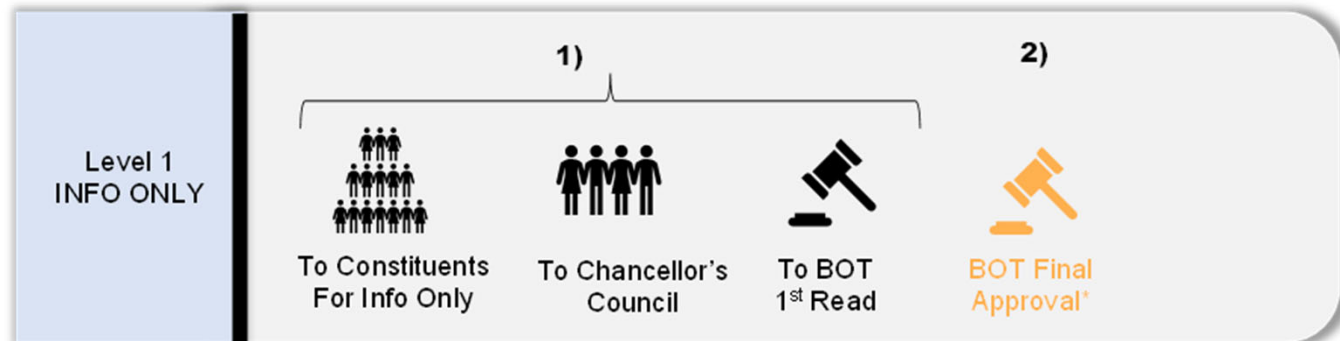 Level 1
INFO ONLY
1)
2)
To Constituents
For Info Only
To Chancellor's
Council
To BOT
1st Read
BOT Final
Approval*